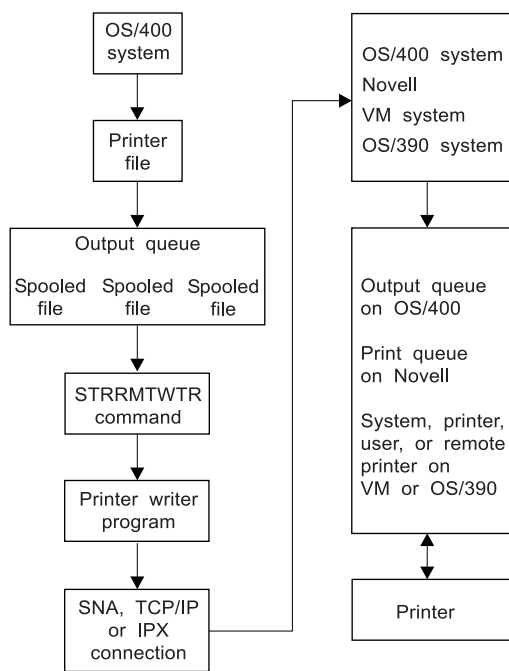 OS/400
system
Printer
file
Output queue
Spooled Spooled Spooled
file file file
STRRMTWTR
command
Printer writer
program
SNA, TCP/IP
or IPX
connection
OS/400 system
Novell
VM system
OS/390 system
Output queue
on OS/400
Print queue
on Novell
System, printer,
user, or remote
printer on
VM or OS/390
Printer